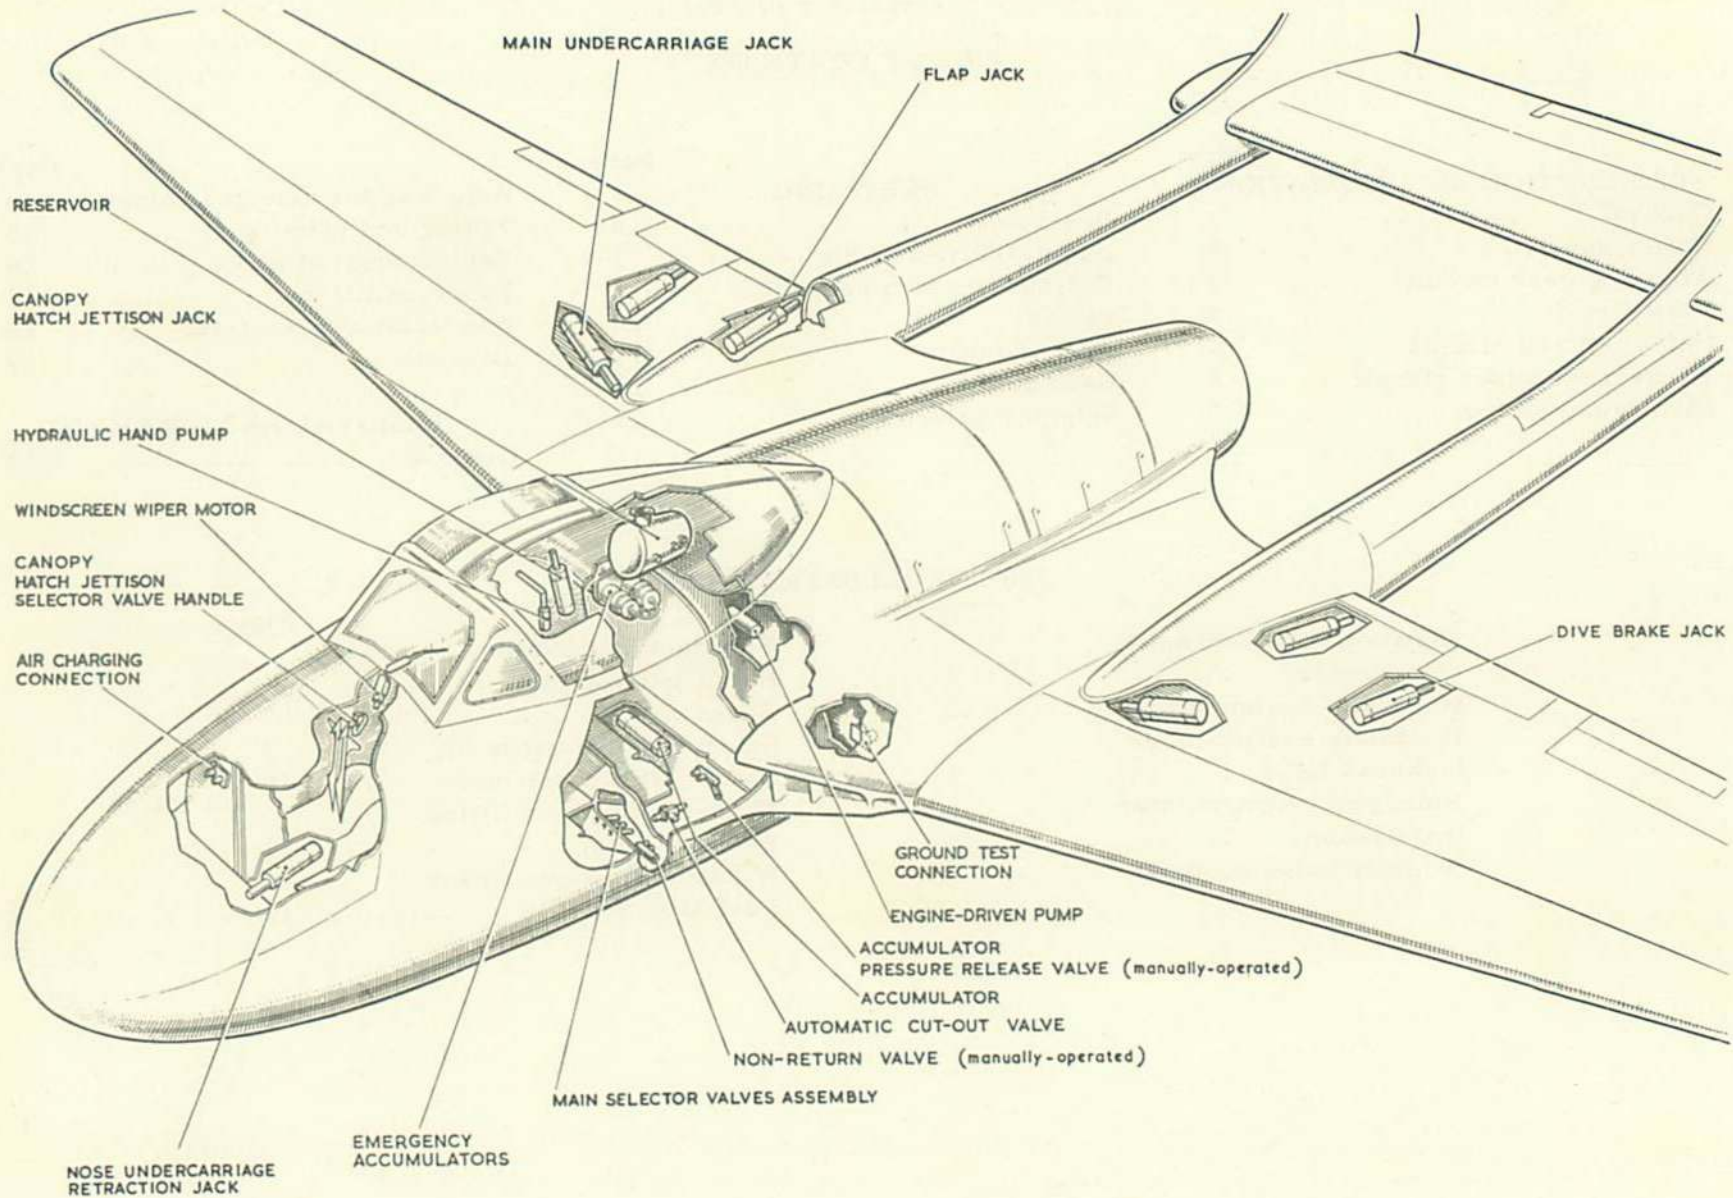 MAIN UNDERCARRIAGE JACK
FLAP JACK
RESERVOIR
CANOPY
HATCH JETTISON JACK
HYDRAULIC HAND PUMP
WINDSCREEN WIPER MOTOR
CANOPY
HATCH JETTISON
SELECTOR VALVE HANDLE
AIR CHARGING
CONNECTION
DIVE BRAKE JACK
GROUND TEST
CONNECTION
ENGINE-DRIVEN PUMP
ACCUMULATOR
PRESSURE RELEASE VALVE (manually-operated)
ACCUMULATOR
AUTOMATIC CUT-OUT VALVE
NON-RETURN VALVE (manually-operated)
MAIN SELECTOR VALVES ASSEMBLY
EMERGENCY
ACCUMULATORS
NOSE UNDERCARRIAGE
RETRACTION JACK